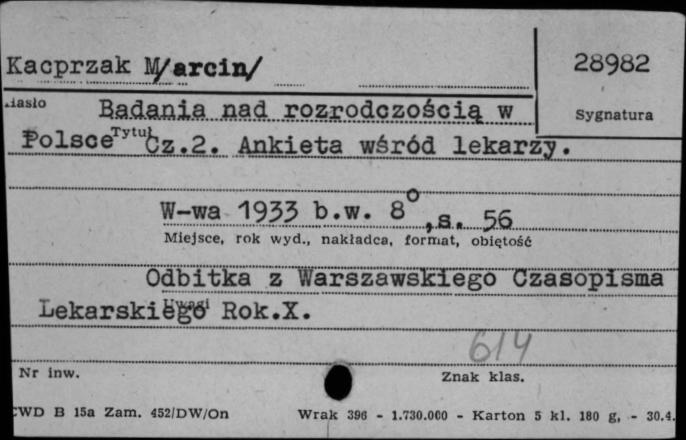 Kacprzak M/arcin/
28982
Hasło
Badania nad rozrodczością w
Sygnatura
Polsce Tytuł Cz.2. Ankieta wśród lekarzy.
W-wa 1933 b.w. 8° ,s. 56
Miejsce, rok wyd., nakładca, format, objętość
Odbitka z Warszawskiego Czasopisma
Lekarskiego Uwagi Rok.X.
614
Nr inw.
Znak klas.
CWD B 15a Zam. 452/DW/On Wrak 396 - 1.730.000 - Karton 5 kl. 180 g. - 30.4.